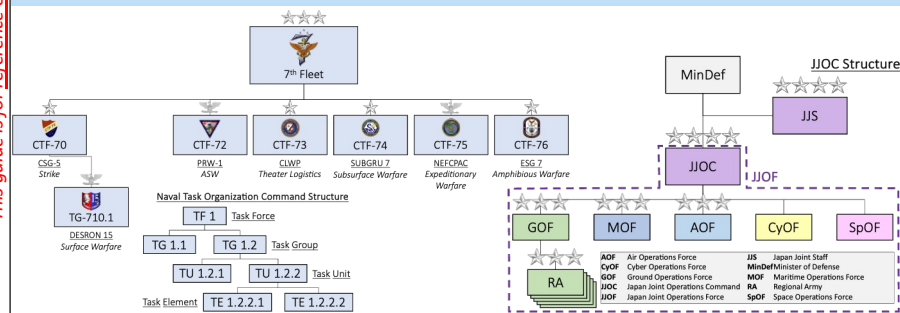 This guide is for reference
7th Fleet
CTF-70
CSG-5
Strike
TG-710.1
DESRON 15
Surface Warfare
CTF-72
PRW-1
ASW
CTF-73
CLWP
Theater Logistics
CTF-74
SUBGRU 7
Subsurface Warfare
CTF-75
NEFCPAC
Expeditionary
Warfare
CTF-76
ESG 7
Amphibious Warfare
Naval Task Organization Command Structure
TF 1 Task Force
TG 1.1 TG 1.2 Task Group
TU 1.2.1 TU 1.2.2 Task Unit
Task Element TE 1.2.2.1 TE 1.2.2.2
JJOC Structure
MinDef
JJS
JJOC
JJOF
GOF MOF AOF CyOF SpOF
RA
AOF Air Operations Force
CyOF Cyber Operations Force
GOF Ground Operations Force
JJOC Japan Joint Operations Command
JJOF Japan Joint Operations Force
JJS Japan Joint Staff
MinDef Minister of Defense
MOF Maritime Operations Force
RA Regional Army
SpOF Space Operations Force